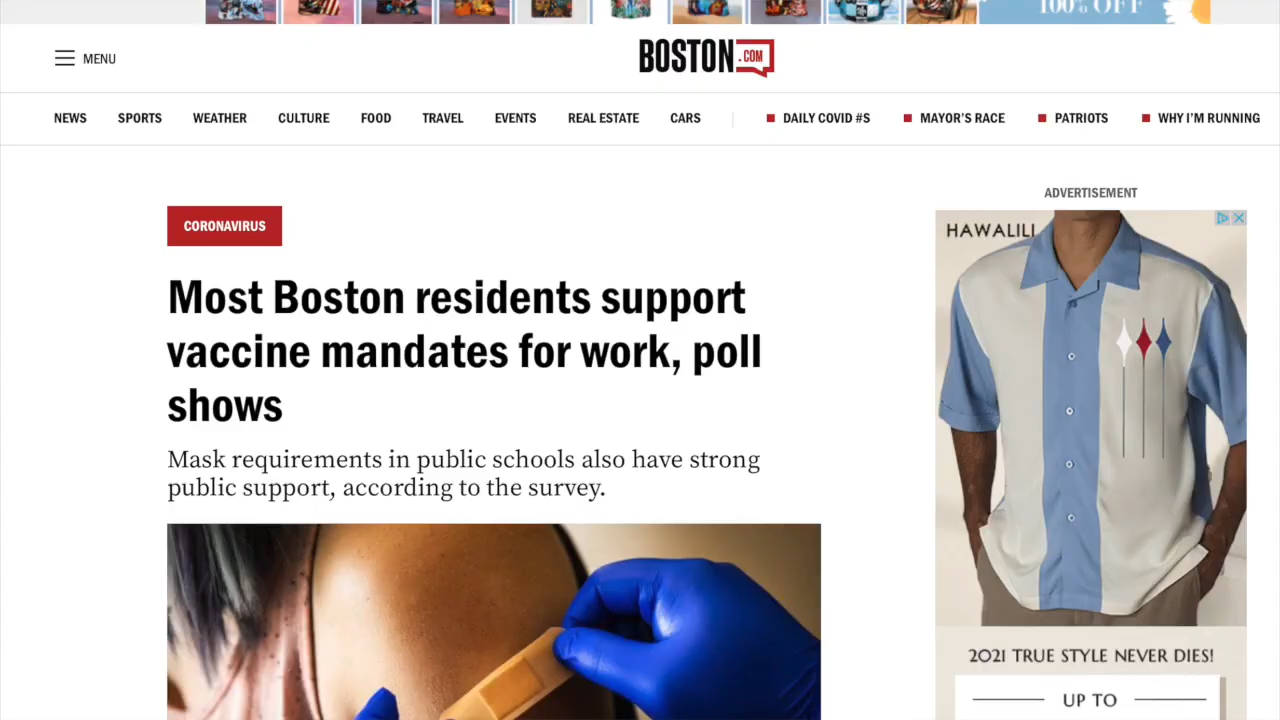 100% OFF
MENU
BOSTON.COM
NEWS SPORTS WEATHER CULTURE FOOD TRAVEL EVENTS REAL ESTATE CARS DAILY COVID #S MAYOR'S RACE PATRIOTS WHY I'M RUNNING
ADVERTISEMENT
CORONAVIRUS
Most Boston residents support
vaccine mandates for work, poll
shows
Mask requirements in public schools also have strong
public support, according to the survey.
HAWALILI
2021 TRUE STYLE NEVER DIES!
UP TO